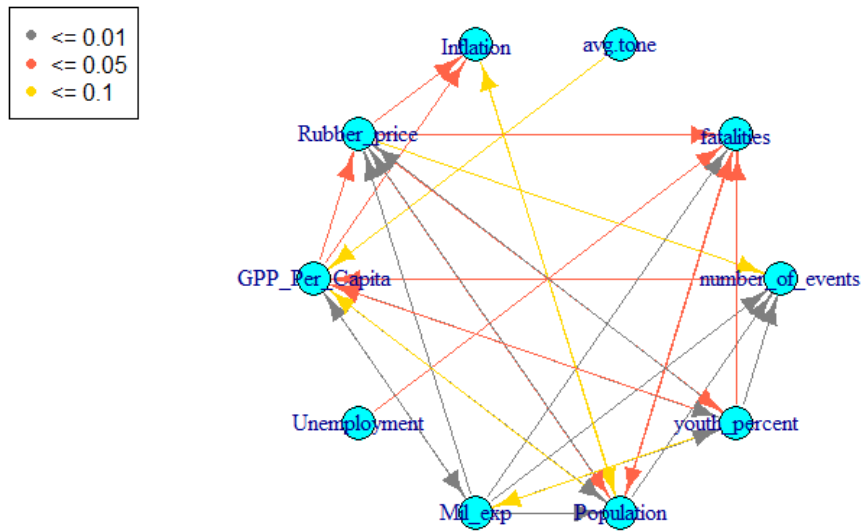 <= 0.01
<= 0.05
<= 0.1
Inflation
avg.tone
Rubber_price
fatalities
GPP_Per_Capita
number_of_events
Unemployment
youth_percent
Mil_exp
Population